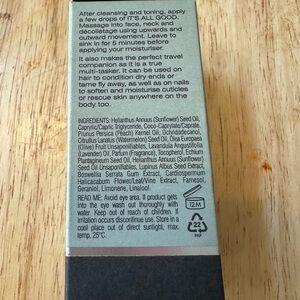 After cleansing and toning, apply
a few drops of IT'S ALL GOOD.
Massage into face, neck and
décolletage using upwards and
outward movement. Leave to
sink in for 5 minutes before
applying your moisturiser.
It also makes the perfect travel
companion as it is a true
multi-tasker. It can be used on
hair to condition dry ends or
tame fly away, as well as on nails
to soften and moisturise cuticles
or rescue skin anywhere on the
body too.
INGREDIENTS: Helianthus Annuus (Sunflower) Seed Oil,
Caprylic/Capric Triglyceride, Coco-Caprylate/Caprate,
Prunus Persica (Peach) Kernel Oil, Ochrodecanol,
Citrullus Lanatus (Watermelon) Seed Oil, Olea Europaea
(Olive) Fruit Unsaponifiables, Lavandula Angustifolia
(Lavender) Oil, Parfum (Fragrance), Tocopherol, Echium
Plantagineum Seed Oil, Helianthus Annuus (Sunflower)
Seed Oil Unsaponifiables, Lupinus Albus Seed Extract,
Boswellia Serrata Gum Extract, Cardiospermum
Halicacabum Flower/Leaf/Vine Extract, Farnesol,
Geraniol, Limonene, Linalool.
READ ME: Avoid eye area. If product gets
into the eye wash out thoroughly with
water. Keep out of reach of children. If
irritation occurs discontinue use. Store in a
cool place out of direct sunlight, max.
temp. 25°C.
12M
22
PAP